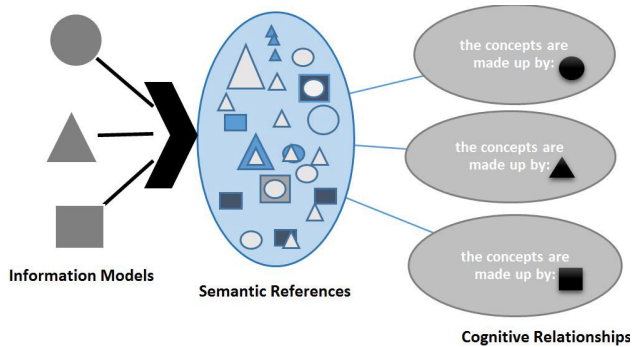 the concepts are
made up by:
the concepts are
made up by:
the concepts are
made up by:
Information Models
Semantic References
Cognitive Relationships